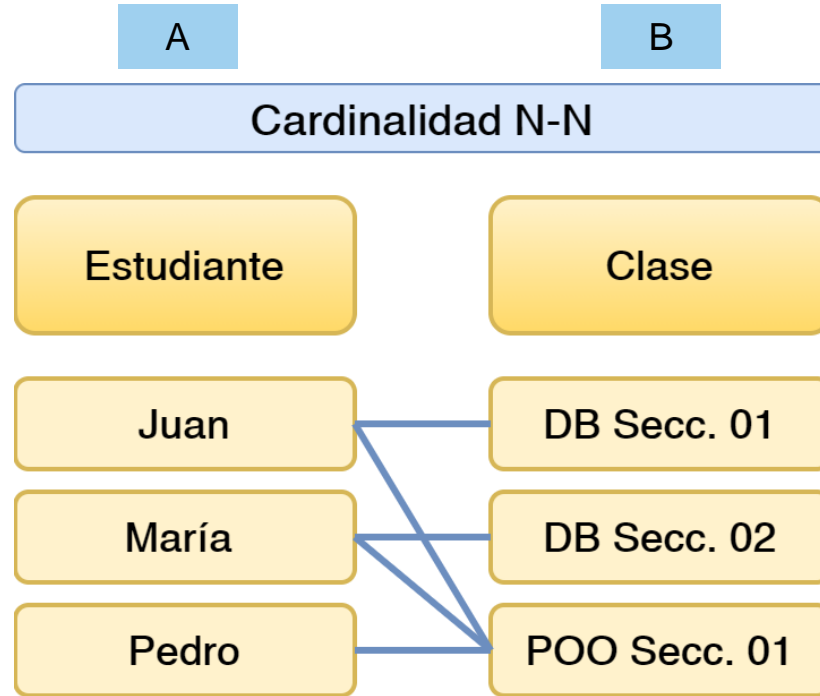 A
B
Cardinalidad N-N
Estudiante
Clase
Juan
DB Secc. 01
María
DB Secc. 02
Pedro
POO Secc. 01